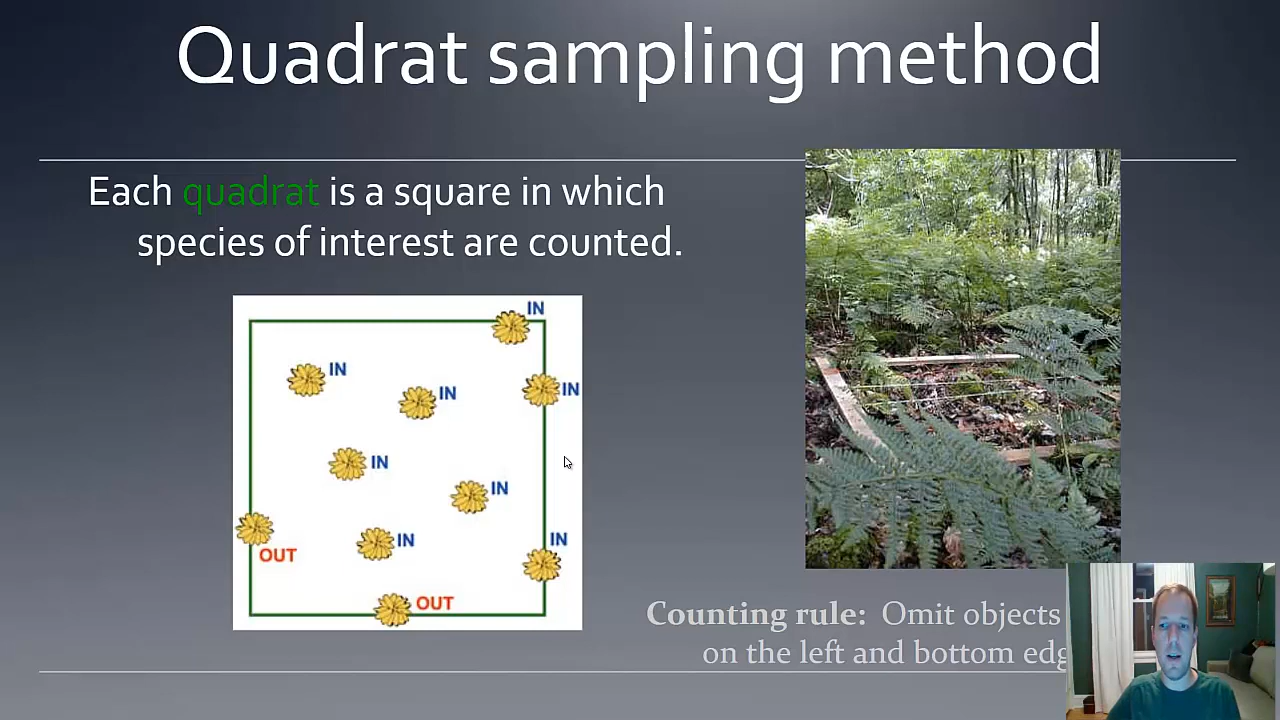 Quadrat sampling method
Each quadrat is a square in which
species of interest are counted.
IN
IN
IN
IN
IN
IN
IN
OUT
IN
OUT
Counting rule: Omit objects
on the left and bottom